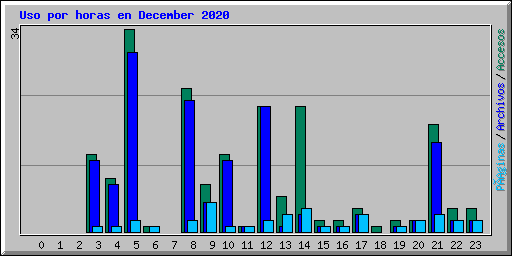 Uso por horas en December 2020
34
Päginas / Archivos / Accesos
0 1 2 3 4 5 6 7 8 9 10 11 12 13 14 15 16 17 18 19 20 21 22 23